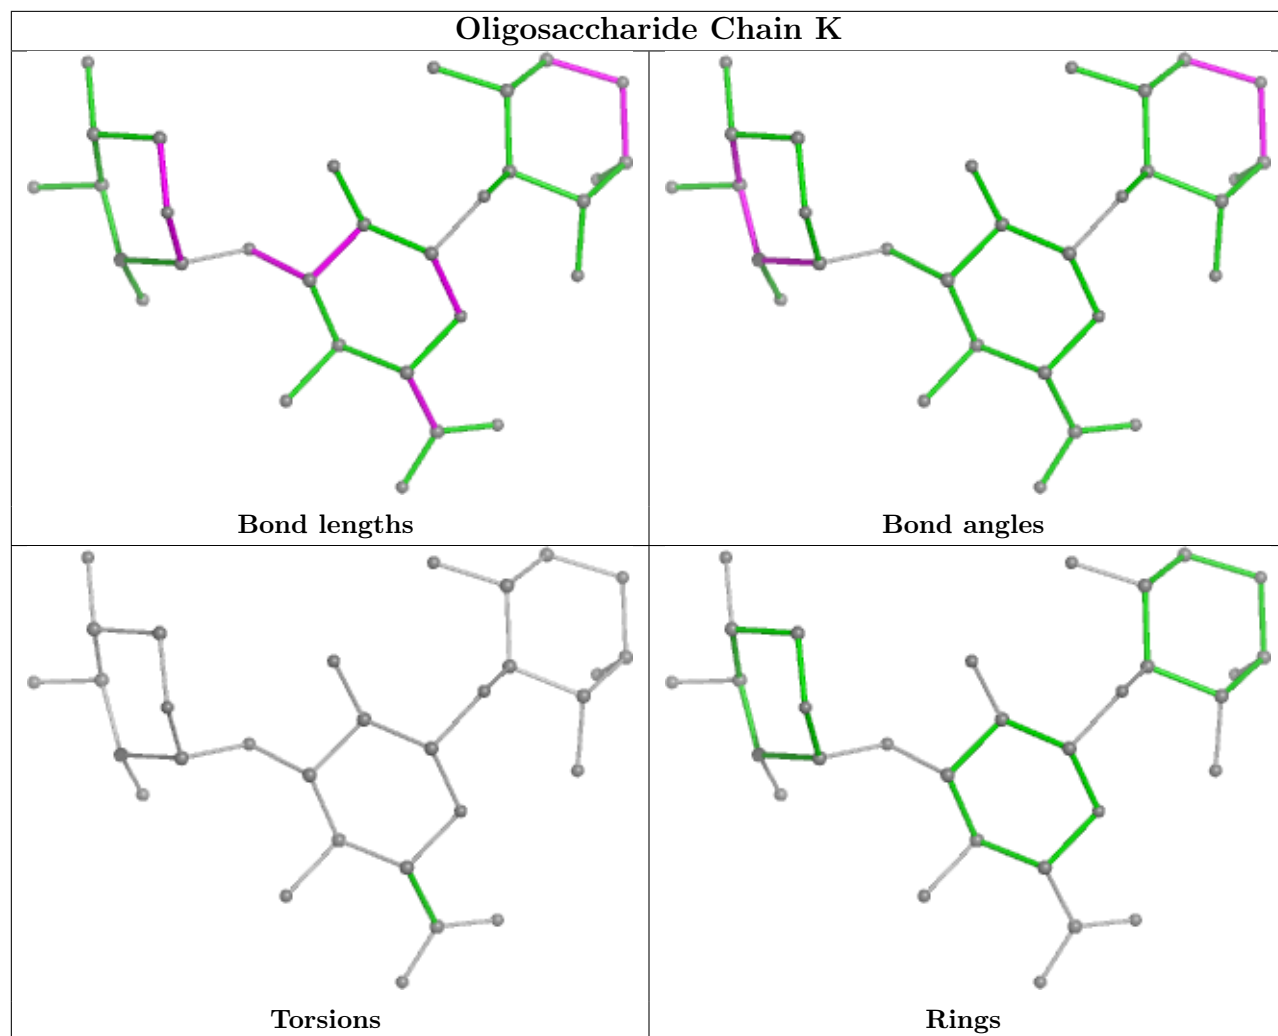 Oligosaccharide Chain K
Bond lengths
Bond angles
Torsions
Rings